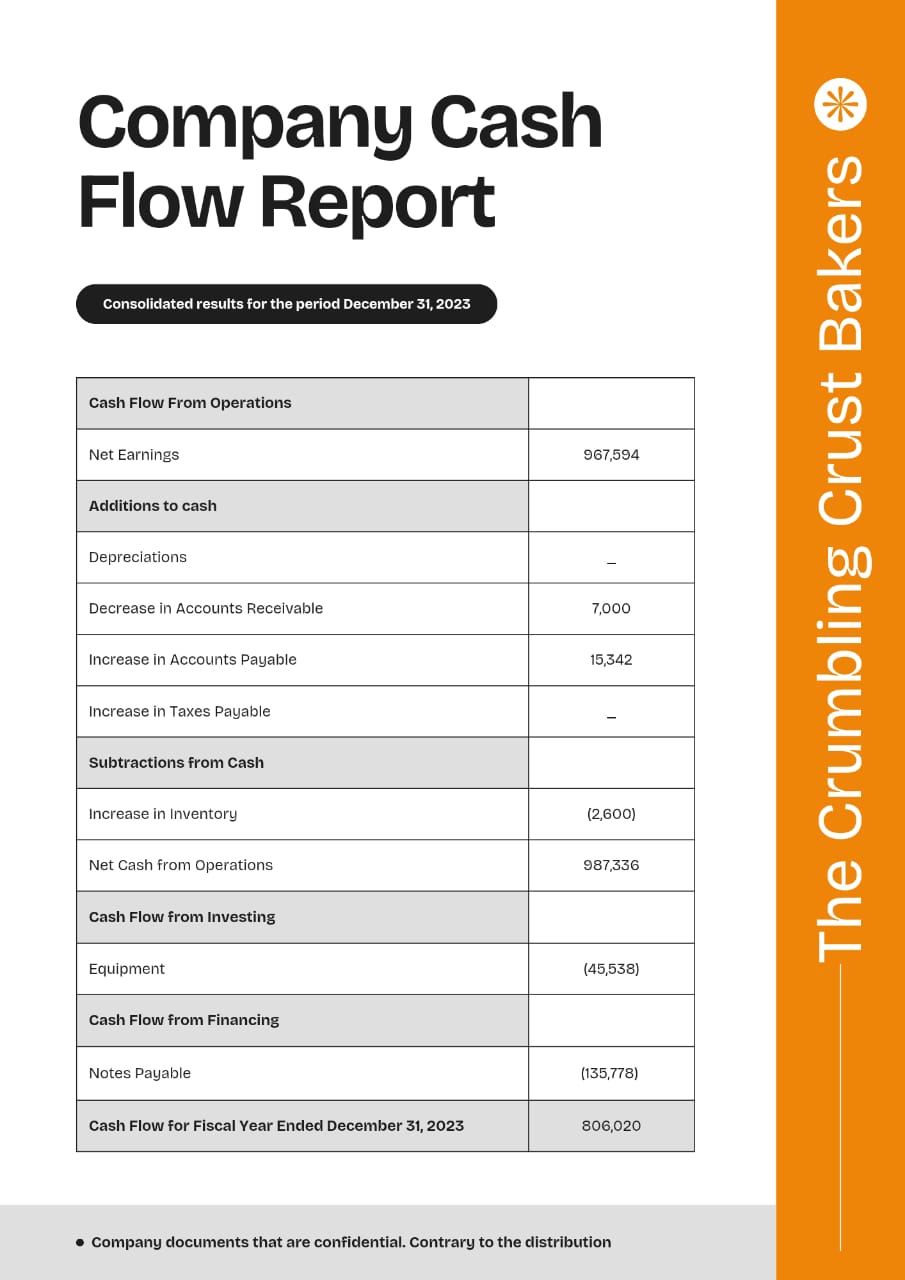 Company Cash
Flow Report
Consolidated results for the period December 31, 2023
Cash Flow From Operations
Net Earnings 967,594
Additions to cash
Depreciations –
Decrease in Accounts Receivable 7,000
Increase in Accounts Payable 15,342
Increase in Taxes Payable –
Subtractions from Cash
Increase in Inventory (2,600)
Net Cash from Operations 987,336
Cash Flow from Investing
Equipment (45,538)
Cash Flow from Financing
Notes Payable (135,778)
Cash Flow for Fiscal Year Ended December 31, 2023 806,020
• Company documents that are confidential. Contrary to the distribution
The Crumbling Crust Bakers